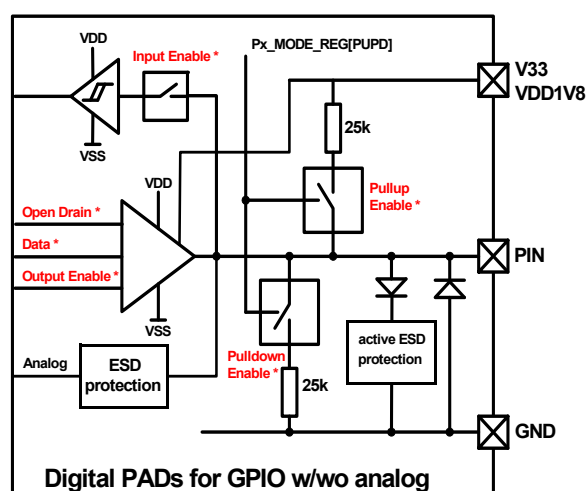 VDD
Input Enable *
Px_MODE_REG[PUPD]
V33
VDD1V8
25k
VSS
Pullup
Enable *
VDD
Open Drain *
Data *
Output Enable *
PIN
VSS
Analog
ESD
protection
Pulldown
Enable *
active ESD
protection
25k
GND
Digital PADs for GPIO w/wo analog